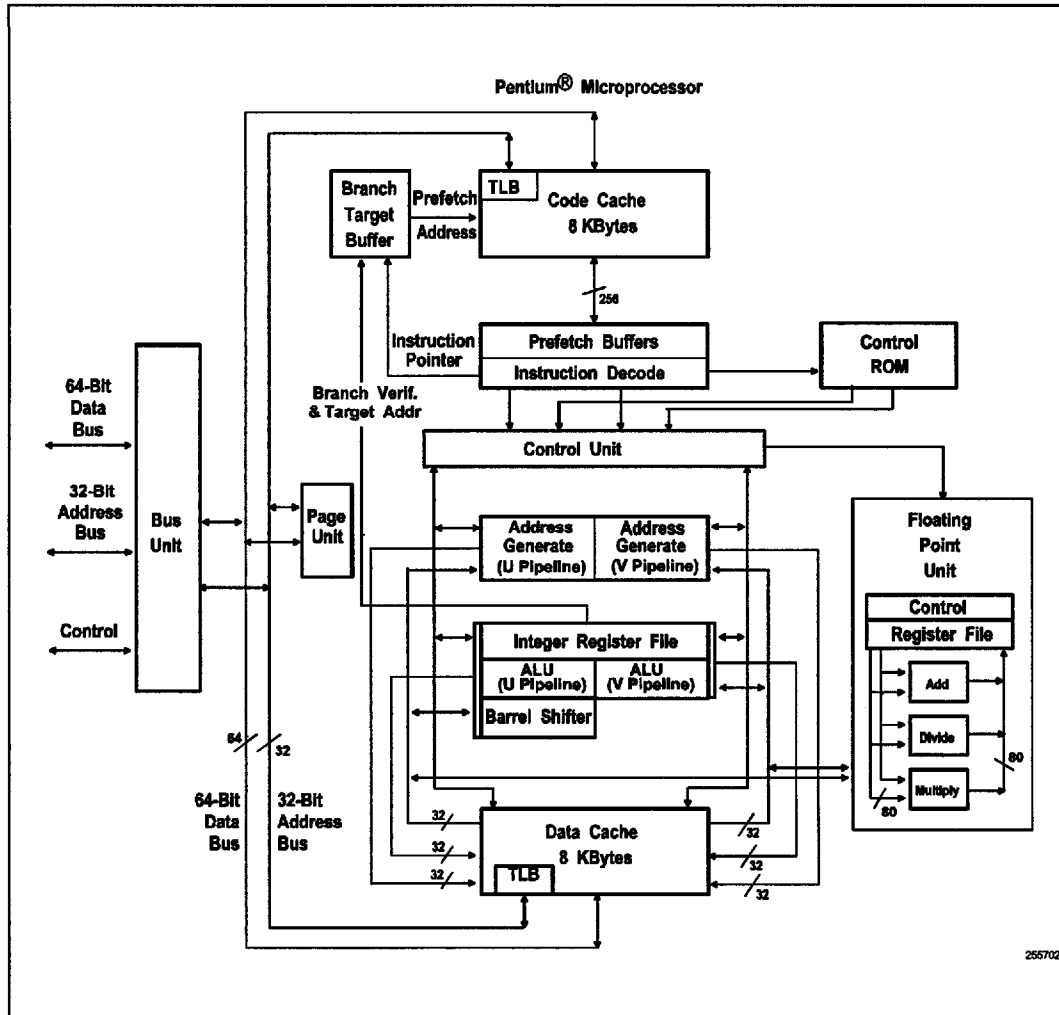 Pentium® Microprocessor
Branch
Target
Buffer
Prefetch
Address
TLB
Code Cache
8 KBytes
256
Instruction
Pointer
Prefetch Buffers
Instruction Decode
Control
ROM
Branch Verif.
& Target Addr
64-Bit
Data
Bus
Control Unit
32-Bit
Address
Bus
Bus
Unit
Page
Unit
Address
Generate
(U Pipeline)
Address
Generate
(V Pipeline)
Floating
Point
Unit
Control
Register File
Control
Integer Register File
ALU
(U Pipeline)
ALU
(V Pipeline)
Barrel Shifter
Add
Divide
Multiply
80
80
64
32
64-Bit
Data
Bus
32-Bit
Address
Bus
32
32
32
Data Cache
8 KBytes
TLB
32
32
32
255702